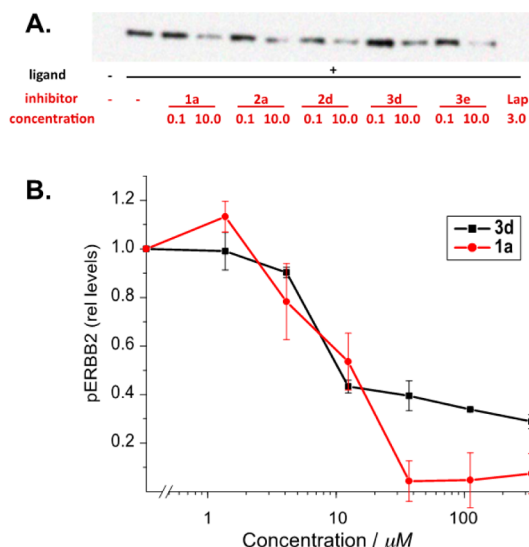 A.
ligand - +
inhibitor - - 1a 2a 2d 3d 3e Lap
concentration 0.1 10.0 0.1 10.0 0.1 10.0 0.1 10.0 0.1 10.0 3.0
B.
1.2
1.0
0.8
0.6
0.4
0.2
pERBB2 (rel levels)
3d
1a
1 10 100
Concentration / µM